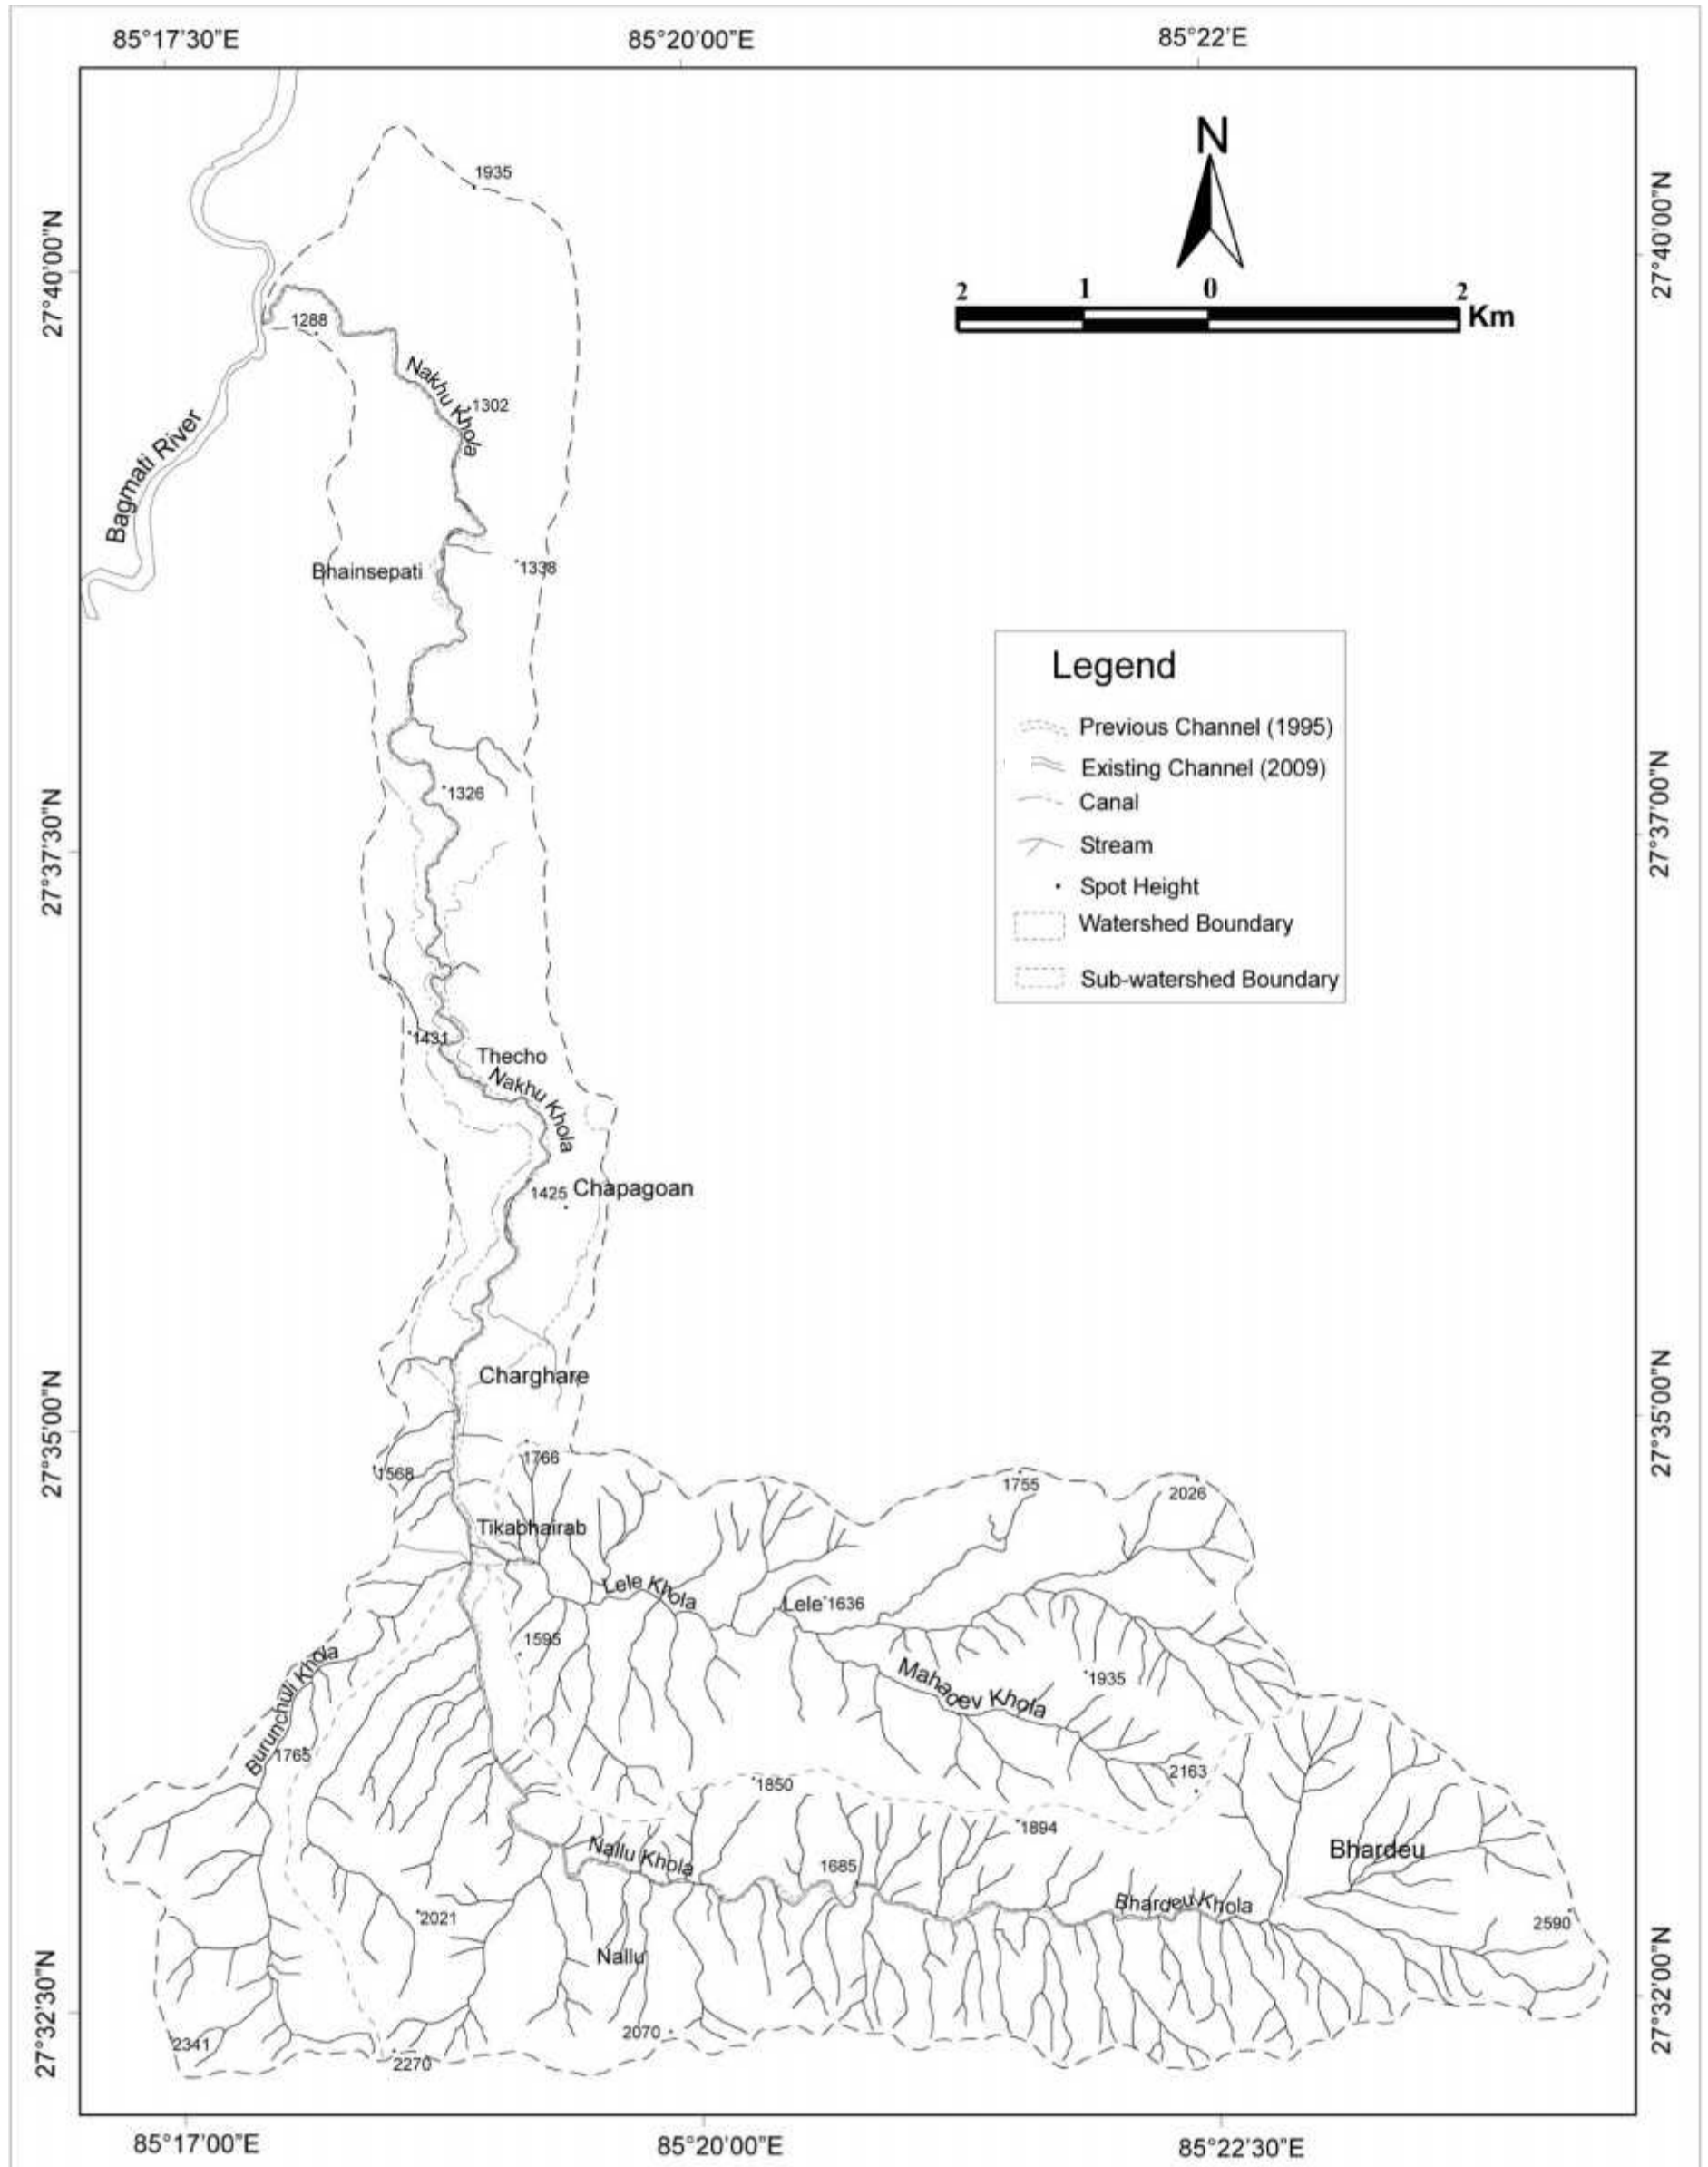 85°17'30"E
85°20'00"E
85°22'E
27°40'00"N
27°37'30"N
27°35'00"N
27°32'30"N
27°40'00"N
27°37'00"N
27°35'00"N
27°32'00"N
N
2 1 0 2
Km
1935
1288
Nakhu Khola
1302
Bagmati River
Bhainsepati
1338
Legend
Previous Channel (1995)
Existing Channel (2009)
Canal
Stream
Spot Height
Watershed Boundary
Sub-watershed Boundary
1326
1431
Thecho
Nakhu Khola
1425
Chapagoan
Charghare
1766
1568
1755
2026
Tikabhairab
Lele Khola
Lele
1636
1595
Burunchuli Khola
1765
Mahadev Khola
1935
2163
1850
1894
Nallu Khola
1685
Bhardeu
Bhardeu Khola
2021
2590
Nallu
2070
2341
2270
85°17'00"E
85°20'00"E
85°22'30"E